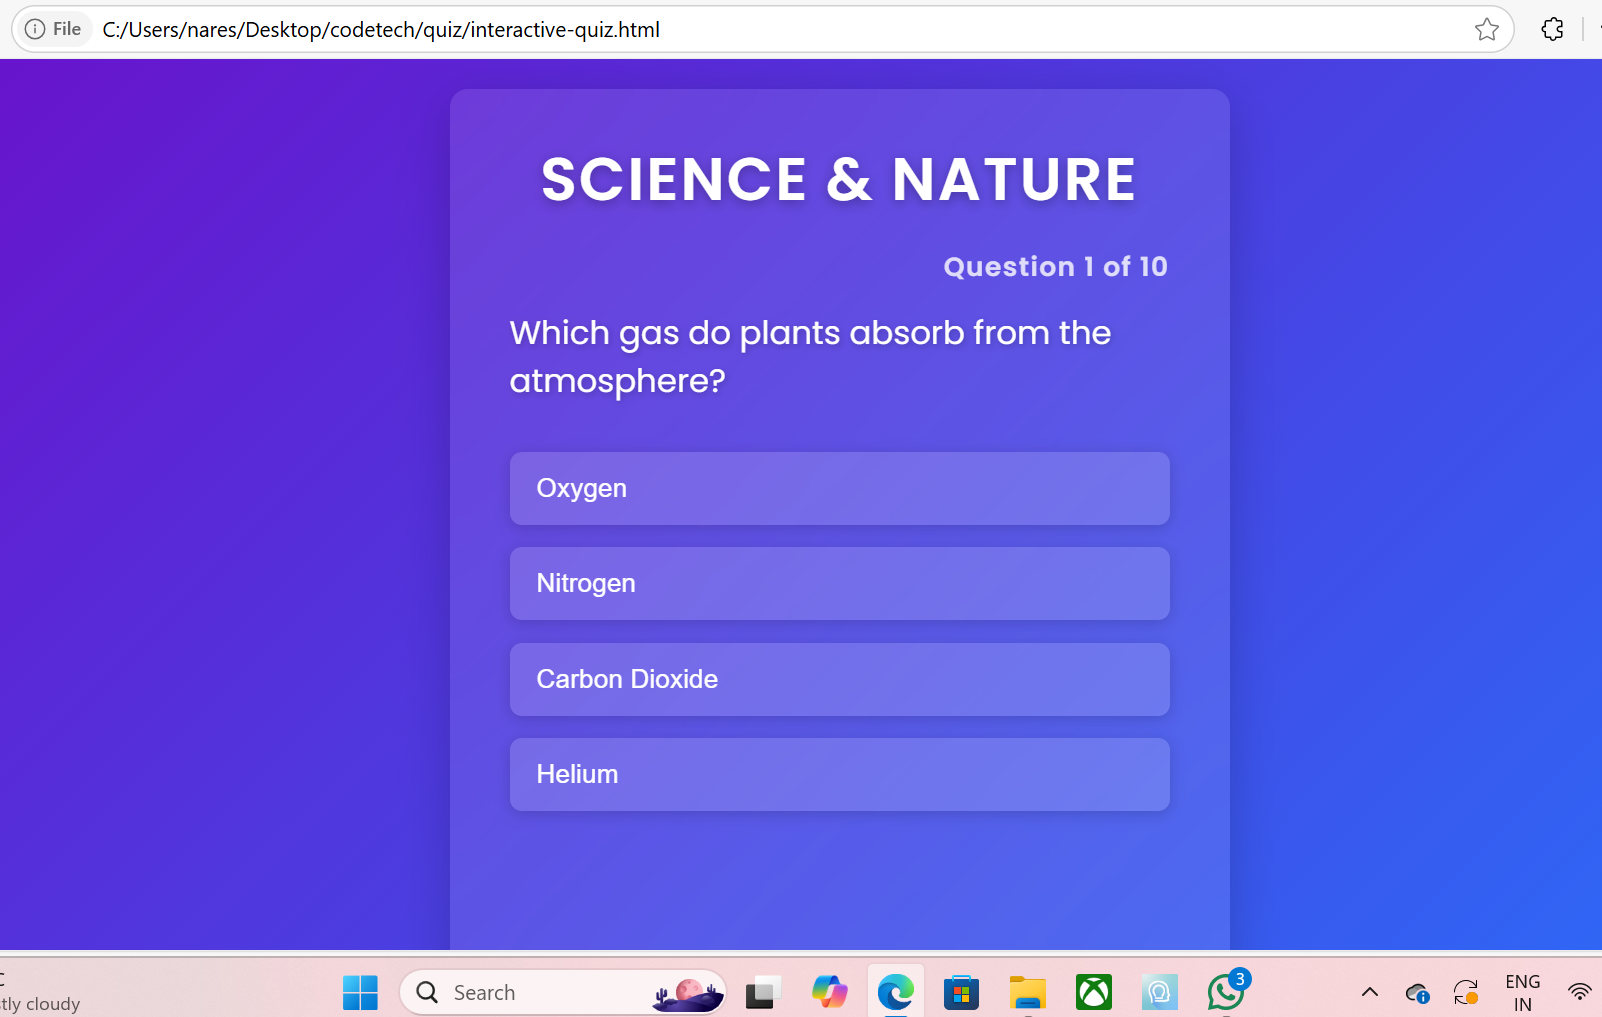 File C:/Users/nares/Desktop/codetech/quiz/interactive-quiz.html
SCIENCE & NATURE
Question 1 of 10
Which gas do plants absorb from the
atmosphere?
Oxygen
Nitrogen
Carbon Dioxide
Helium
Search
3
ENG
IN
cloudy